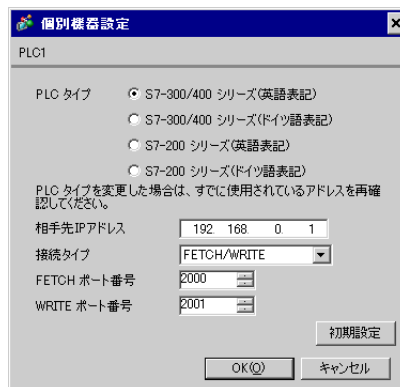 個別機器設定
PLC1
PLC タイプ
S7-300/400 シリーズ(英語表記)
S7-300/400 シリーズ(ドイツ語表記)
S7-200 シリーズ(英語表記)
S7-200 シリーズ(ドイツ語表記)
PLC タイプを変更した場合は、すでに使用されているアドレスを再確
認してください。
相手先IPアドレス 192. 168. 0. 1
接続タイプ FETCH/WRITE
FETCH ポート番号 2000
WRITE ポート番号 2001
初期設定
OK(O) キャンセル